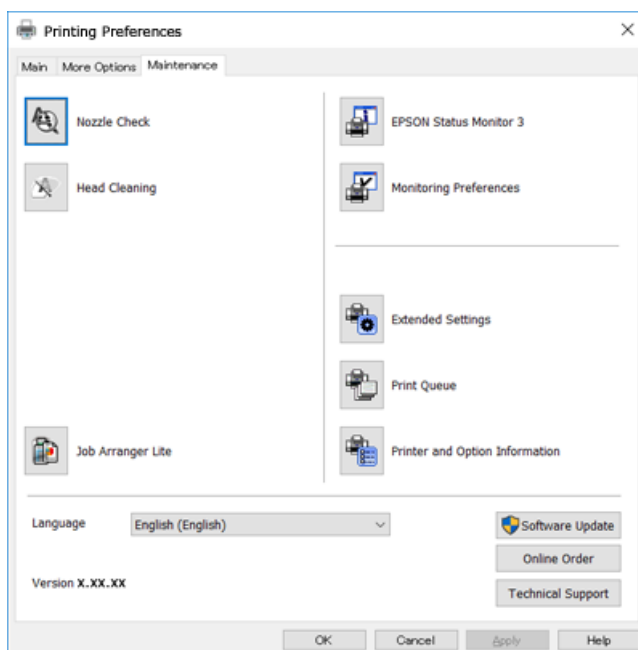 Printing Preferences
Main More Options Maintenance
Nozzle Check
Head Cleaning
Job Arranger Lite
EPSON Status Monitor 3
Monitoring Preferences
Extended Settings
Print Queue
Printer and Option Information
Language English (English)
Version X.XX.XX
Software Update
Online Order
Technical Support
OK Cancel Apply Help